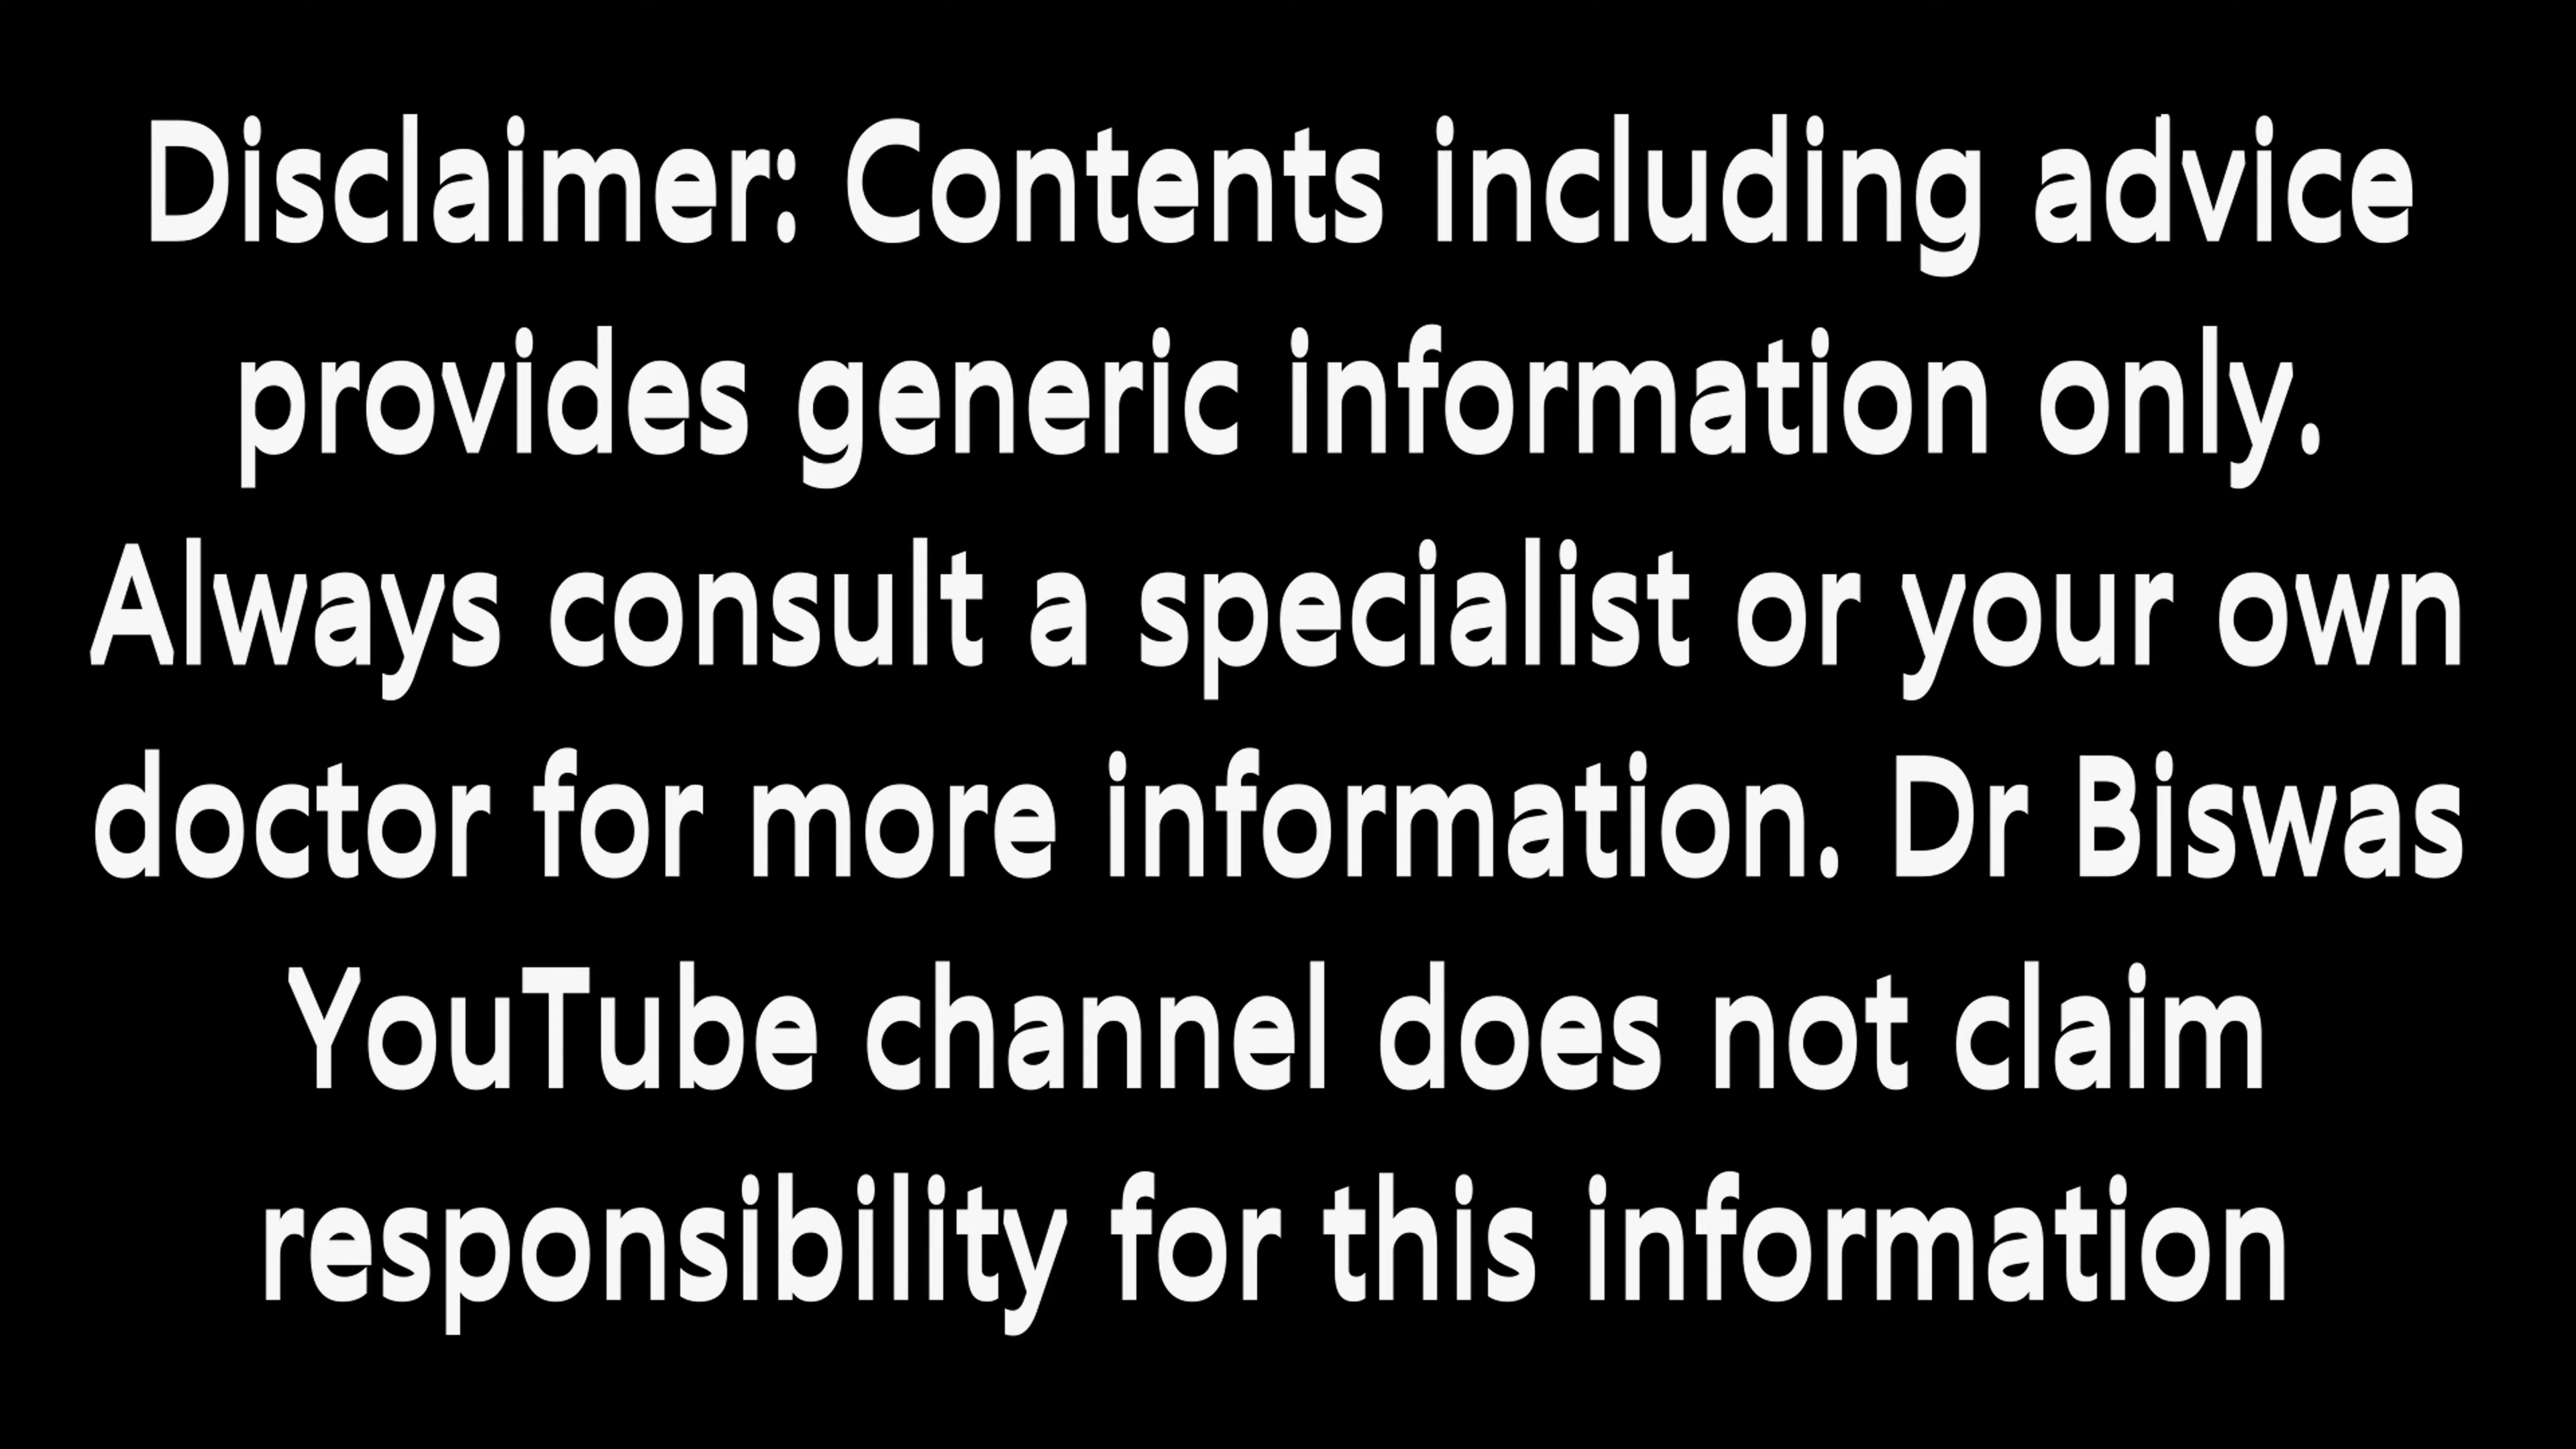 Disclaimer: Contents including advice
provides generic information only.
Always consult a specialist or your own
doctor for more information. Dr Biswas
YouTube channel does not claim
responsibility for this information